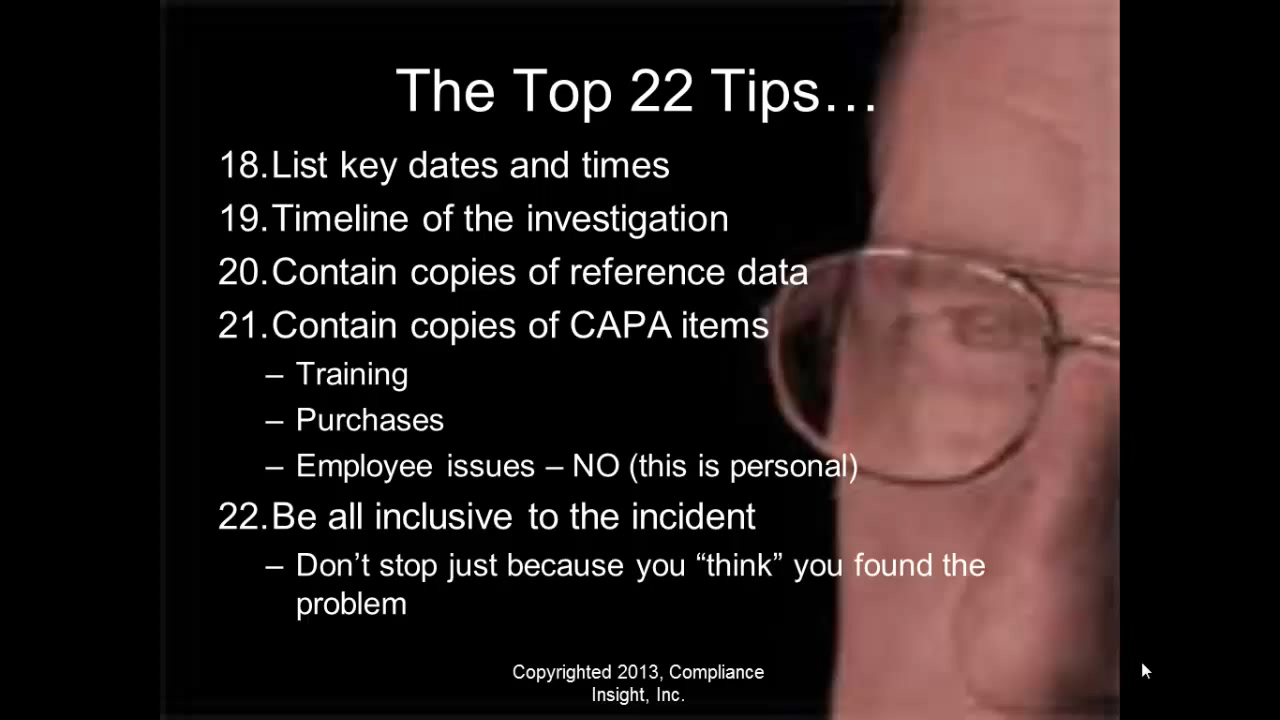 The Top 22 Tips…
18.List key dates and times
19.Timeline of the investigation
20.Contain copies of reference data
21.Contain copies of CAPA items
– Training
– Purchases
– Employee issues – NO (this is personal)
22.Be all inclusive to the incident
– Don’t stop just because you “think” you found the
problem
Copyrighted 2013, Compliance
Insight, Inc.